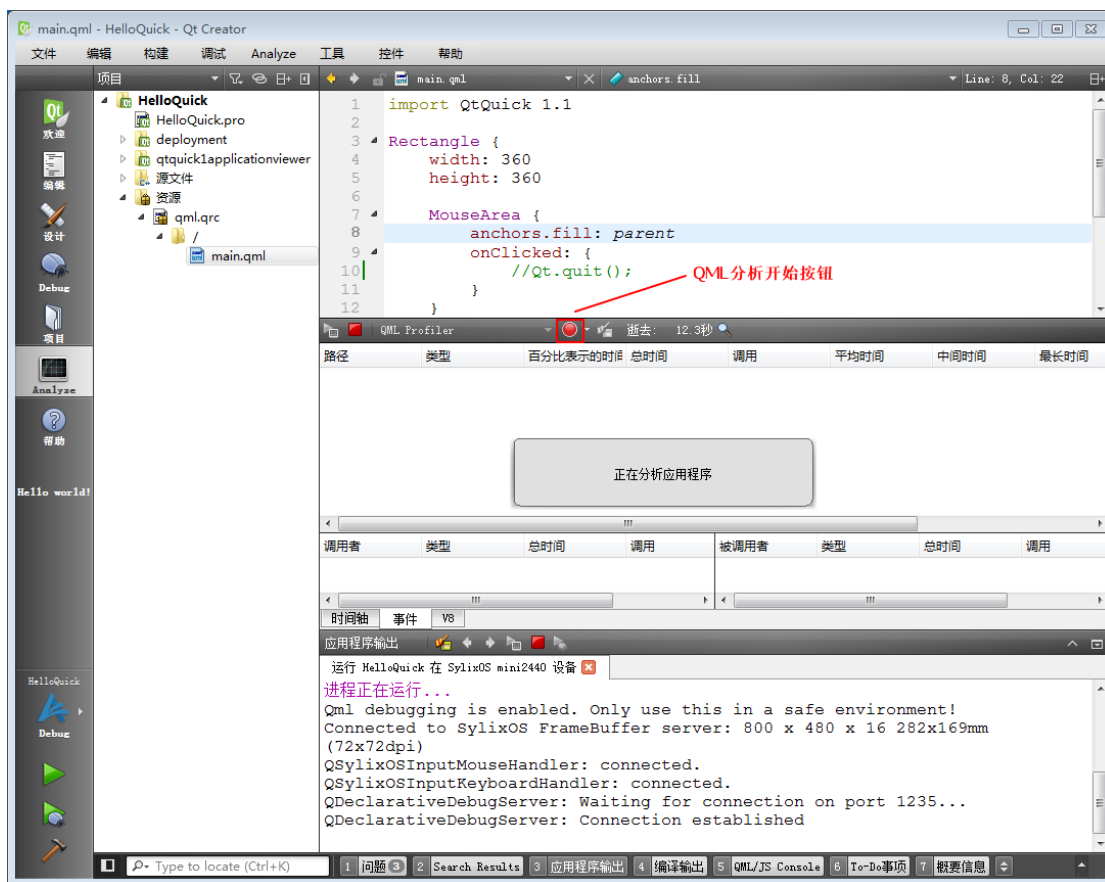 main.qml - HelloQuick - Qt Creator
文件 编辑 构建 调试 Analyze 工具 控件 帮助
项目
main.qml
anchors.fill
Line: 8, Col: 22
Qt
欢迎
编辑
设计
Debug
项目
Analyze
帮助
Hello world!
HelloQuick
HelloQuick.pro
deployment
qtquick1applicationviewer
源文件
资源
qml.qrc
/
main.qml
1 import QtQuick 1.1
2
3 Rectangle {
4 width: 360
5 height: 360
6
7 MouseArea {
8 anchors.fill: parent
9 onClicked: {
10 //Qt.quit();
11 }
12 }
QML分析开始按钮
QML Profiler 逝去: 12.3秒
路径 类型 百分比表示的时间 总时间 调用 平均时间 中间时间 最长时间
正在分析应用程序
调用者 类型 总时间 调用 被调用者 类型 总时间 调用
时间轴 事件 V8
应用程序输出
运行 HelloQuick 在 SylixOS mini2440 设备
进程正在运行...
Qml debugging is enabled. Only use this in a safe environment!
Connected to SylixOS FrameBuffer server: 800 x 480 x 16 282x169mm
(72x72dpi)
QSylixOSInputMouseHandler: connected.
QSylixOSInputKeyboardHandler: connected.
QDeclarativeDebugServer: Waiting for connection on port 1235...
QDeclarativeDebugServer: Connection established
HelloQuick
Debug
Type to locate (Ctrl+K)
1 问题 3 2 Search Results 3 应用程序输出 4 编译输出 5 QML/JS Console 6 To-Do事项 7 概要信息